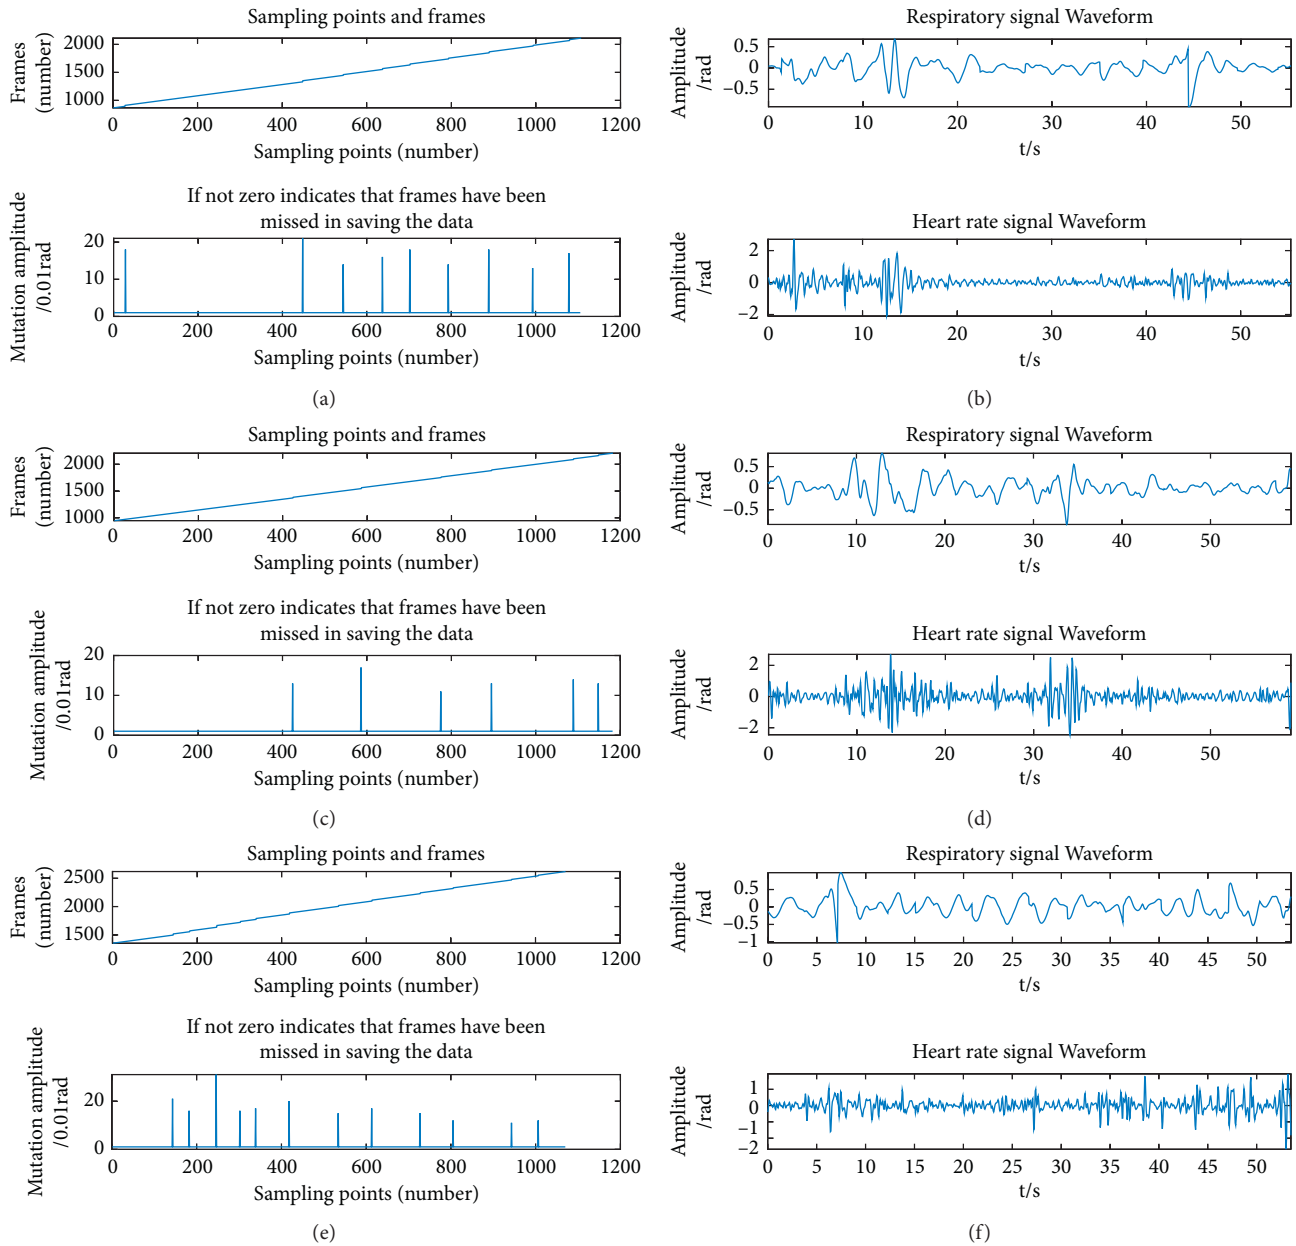 Sampling points and frames
Frames
(number)
2000
1500
1000
0 200 400 600 800 1000 1200
Sampling points (number)
If not zero indicates that frames have been
missed in saving the data
Mutation amplitude
/0.01rad
20
10
0
0 200 400 600 800 1000 1200
Sampling points (number)
(a)
Respiratory signal Waveform
Amplitude
/rad
0.5
0
−0.5
0 10 20 30 40 50
t/s
Heart rate signal Waveform
Amplitude
/rad
2
0
−2
0 10 20 30 40 50
t/s
(b)
Sampling points and frames
Frames
(number)
2000
1500
1000
0 200 400 600 800 1000 1200
Sampling points (number)
If not zero indicates that frames have been
missed in saving the data
Mutation amplitude
/0.01rad
20
10
0
0 200 400 600 800 1000 1200
Sampling points (number)
(c)
Respiratory signal Waveform
Amplitude
/rad
0.5
0
−0.5
0 10 20 30 40 50
t/s
Heart rate signal Waveform
Amplitude
/rad
2
0
−2
0 10 20 30 40 50
t/s
(d)
Sampling points and frames
Frames
(number)
2500
2000
1500
0 200 400 600 800 1000 1200
Sampling points (number)
If not zero indicates that frames have been
missed in saving the data
Mutation amplitude
/0.01rad
20
0
0 200 400 600 800 1000 1200
Sampling points (number)
(e)
Respiratory signal Waveform
Amplitude
/rad
0.5
0
−0.5
−1
0 5 10 15 20 25 30 35 40 45 50
t/s
Heart rate signal Waveform
Amplitude
/rad
1
0
−1
−2
0 5 10 15 20 25 30 35 40 45 50
t/s
(f)